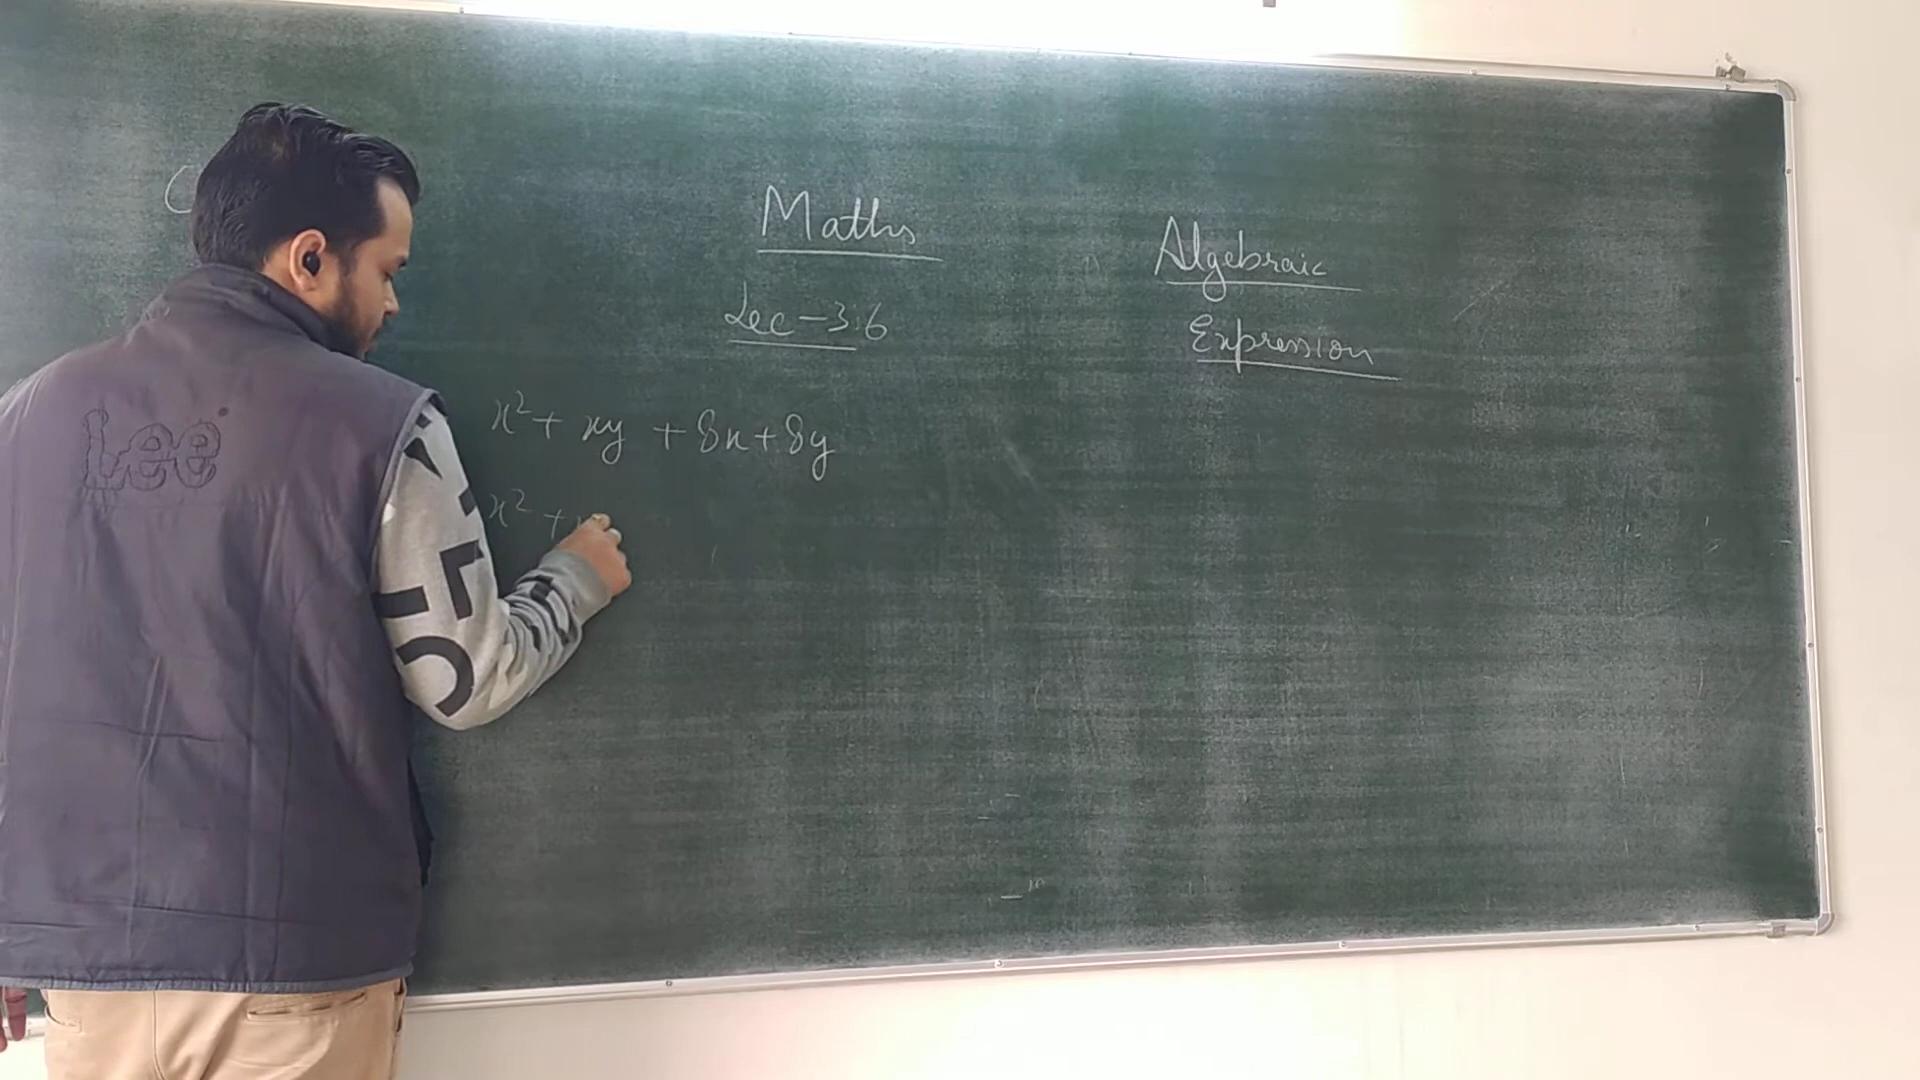 Maths
Algebraic
Lec-3.6
Expression
x² + xy + 8x + 8y
x² +
Lee